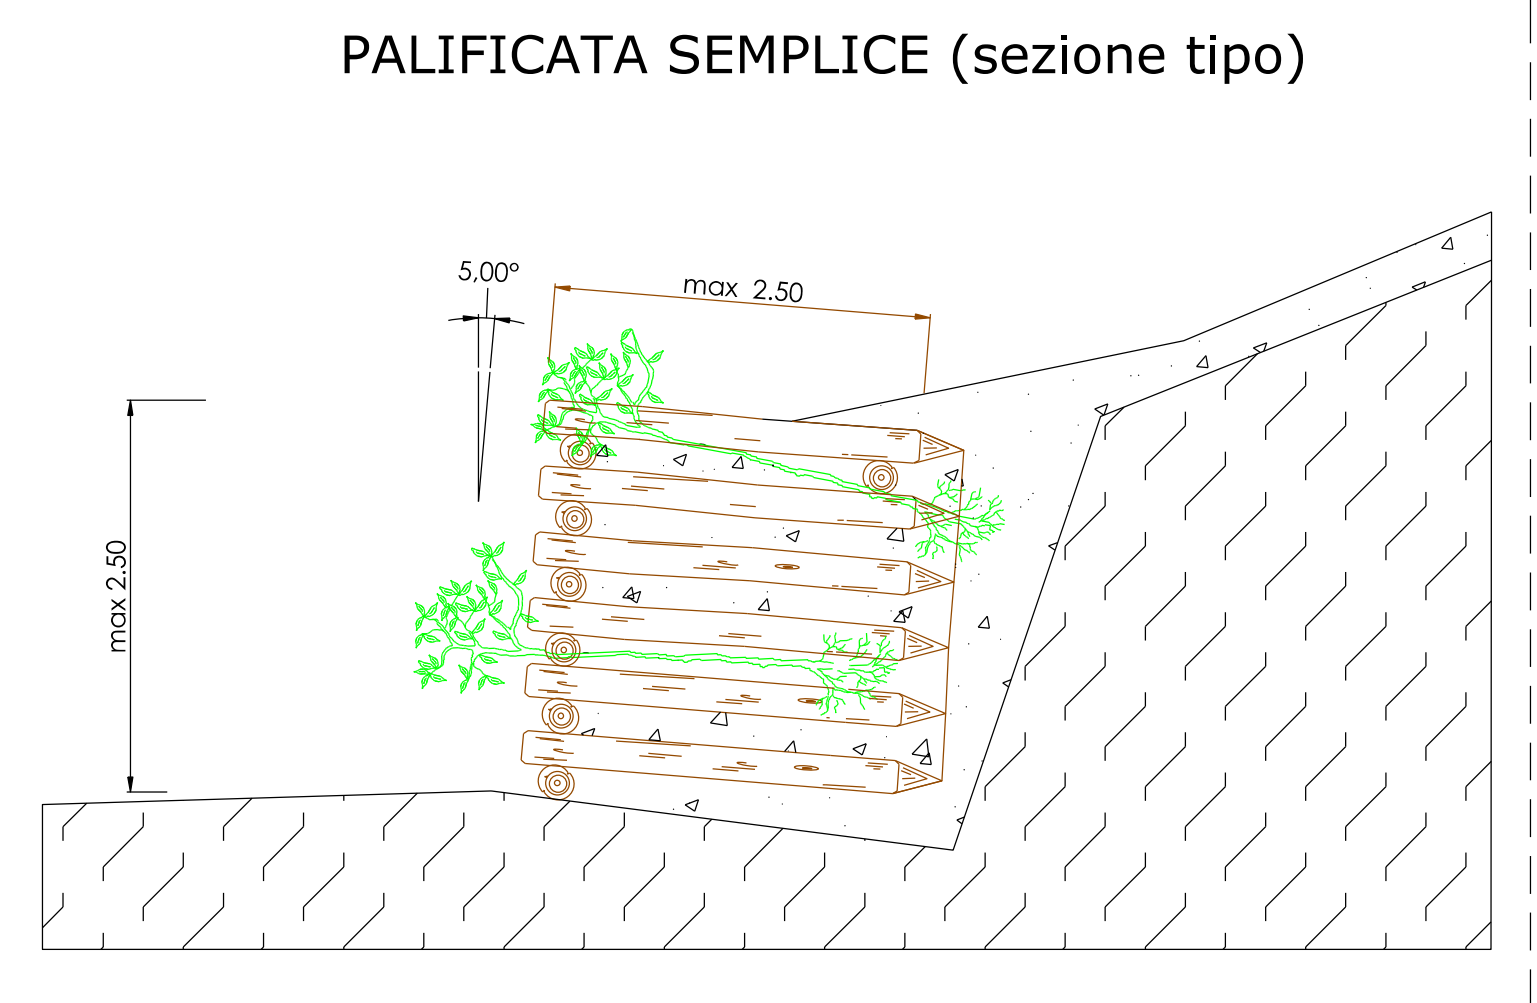 PALIFICATA SEMPLICE (sezione tipo)
5,00°
max 2.50
max 2.50